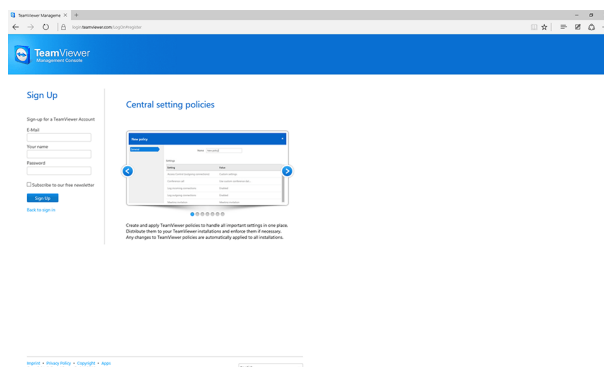 TeamViewer Manageme
login.teamviewer.com/LogOn#register
TeamViewer
Management Console
Sign Up
Sign-up for a TeamViewer Account
E-Mail
Your name
Password
Subscribe to our free newsletter
Sign Up
Back to sign in
Central setting policies
New policy
Name
Settings
Setting
Value
Create and apply TeamViewer policies to handle all important settings in one place.
Distribute them to your TeamViewer installations and enforce them if necessary.
Any changes to TeamViewer policies are automatically applied to all installations.
Imprint • Privacy Policy • Copyright • Apps